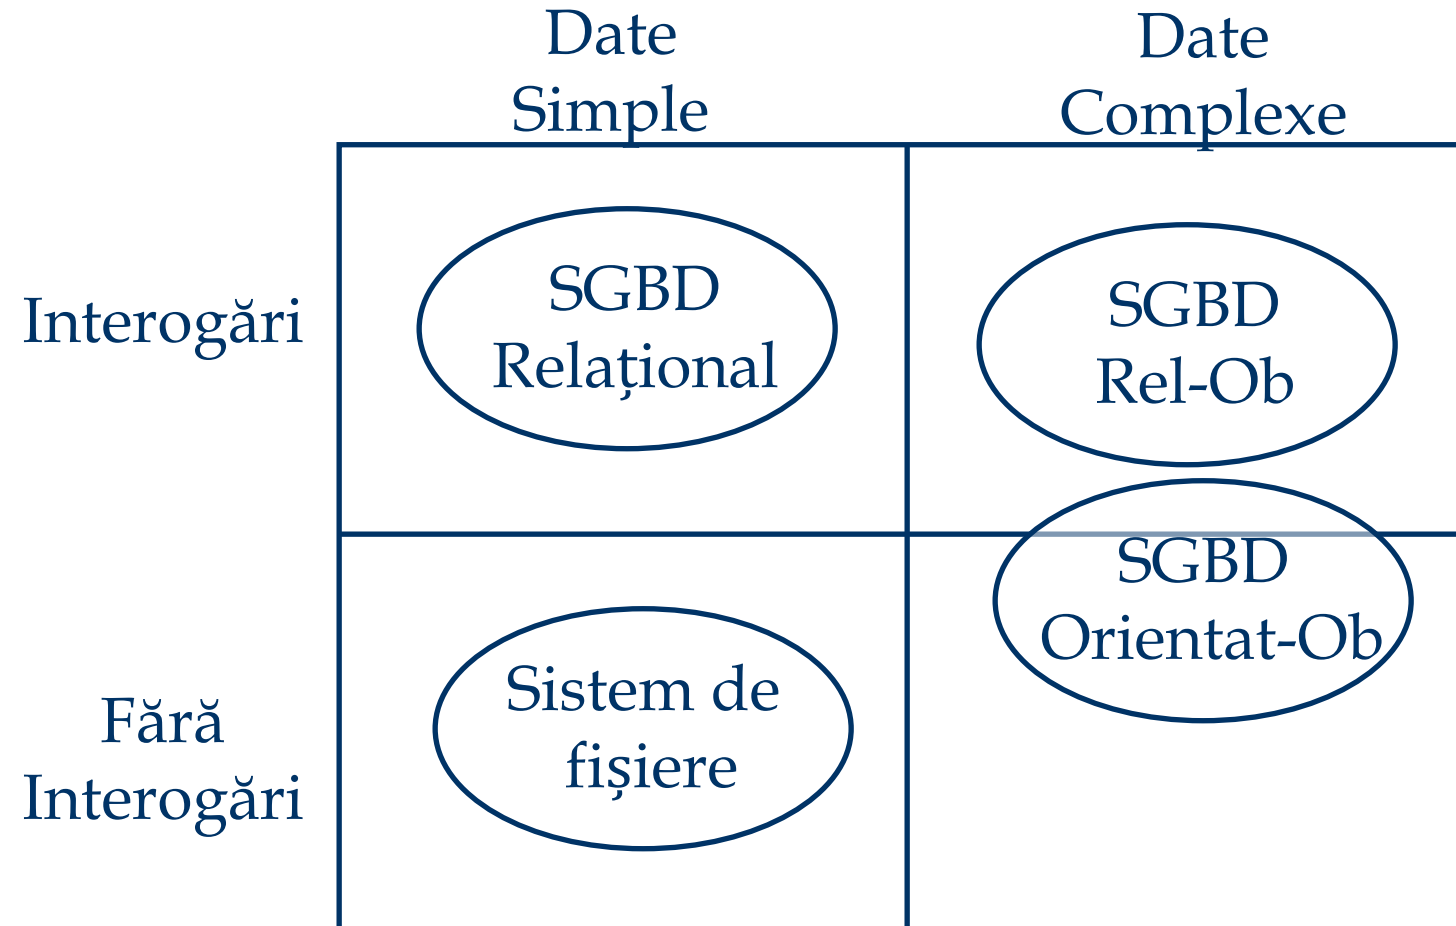 Date
Simple
Date
Complexe
Interogări
SGBD
Relațional
SGBD
Rel-Ob
Fără
Interogări
Sistem de
fișiere
SGBD
Orientat-Ob